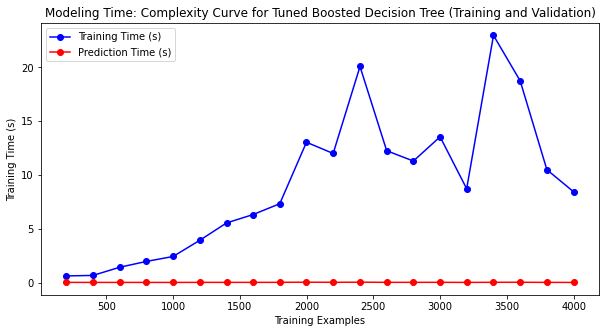 Modeling Time: Complexity Curve for Tuned Boosted Decision Tree (Training and Validation)
Training Time (s)
Prediction Time (s)
Training Time (s)
20
15
10
5
0
500
1000
1500
2000
2500
3000
3500
4000
Training Examples